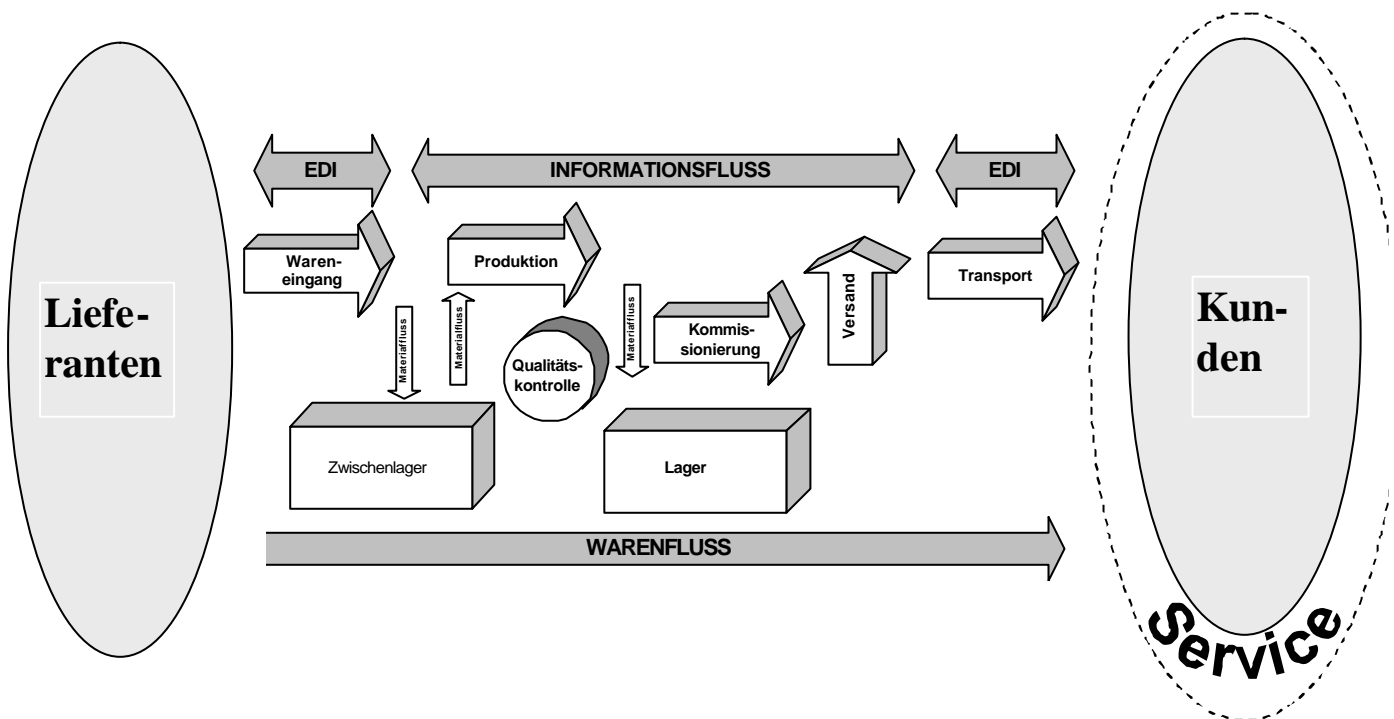 EDI
INFORMATIONSFLUSS
EDI
Waren-
eingang
Produktion
Transport
Versand
Materialfluss
Materialfluss
Materialfluss
Kommis-
sionierung
Qualitäts-
kontrolle
Liefe-
ranten
Kun-
den
Zwischenlager
Lager
WARENFLUSS
Service